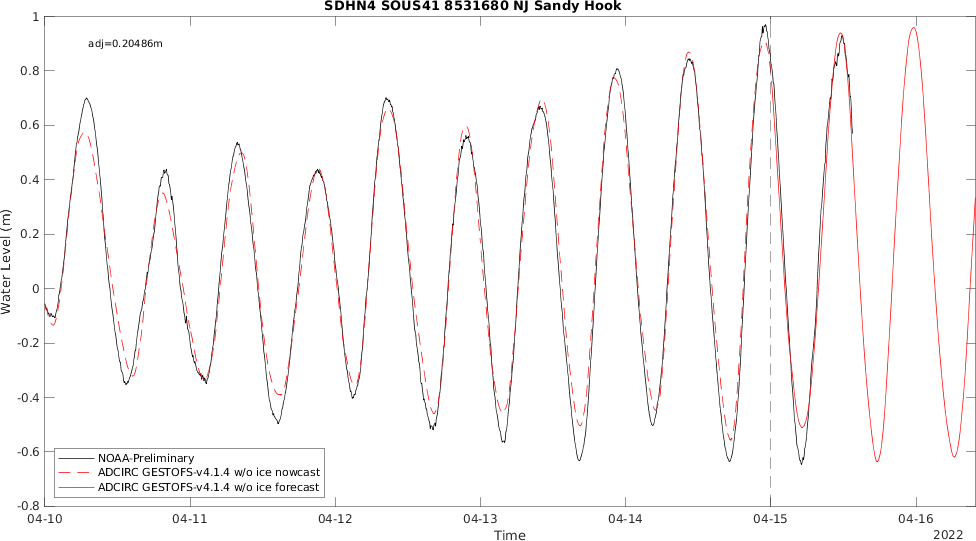 SDHN4 SOUS41 8531680 NJ Sandy Hook
adj=0.20486m
1
0.8
0.6
0.4
0.2
0
-0.2
-0.4
-0.6
-0.8
Water Level (m)
NOAA-Preliminary
ADCIRC GESTOFS-v4.1.4 w/o ice nowcast
ADCIRC GESTOFS-v4.1.4 w/o ice forecast
04-10 04-11 04-12 04-13 04-14 04-15 04-16
Time
2022